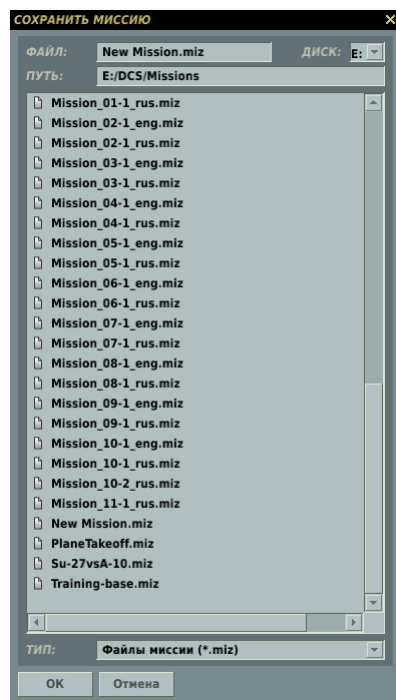 СОХРАНИТЬ МИССИЮ
ФАЙЛ: New Mission.miz ДИСК: E:
ПУТЬ: E:/DCS/Missions
Mission_01-1_rus.miz
Mission_02-1_eng.miz
Mission_02-1_rus.miz
Mission_03-1_eng.miz
Mission_03-1_rus.miz
Mission_04-1_eng.miz
Mission_04-1_rus.miz
Mission_05-1_eng.miz
Mission_05-1_rus.miz
Mission_06-1_eng.miz
Mission_06-1_rus.miz
Mission_07-1_eng.miz
Mission_07-1_rus.miz
Mission_08-1_eng.miz
Mission_08-1_rus.miz
Mission_09-1_eng.miz
Mission_09-1_rus.miz
Mission_10-1_eng.miz
Mission_10-1_rus.miz
Mission_10-2_rus.miz
Mission_11-1_rus.miz
New Mission.miz
PlaneTakeoff.miz
Su-27vsA-10.miz
Training-base.miz
ТИП: Файлы миссии (*.miz)
ОК Отмена